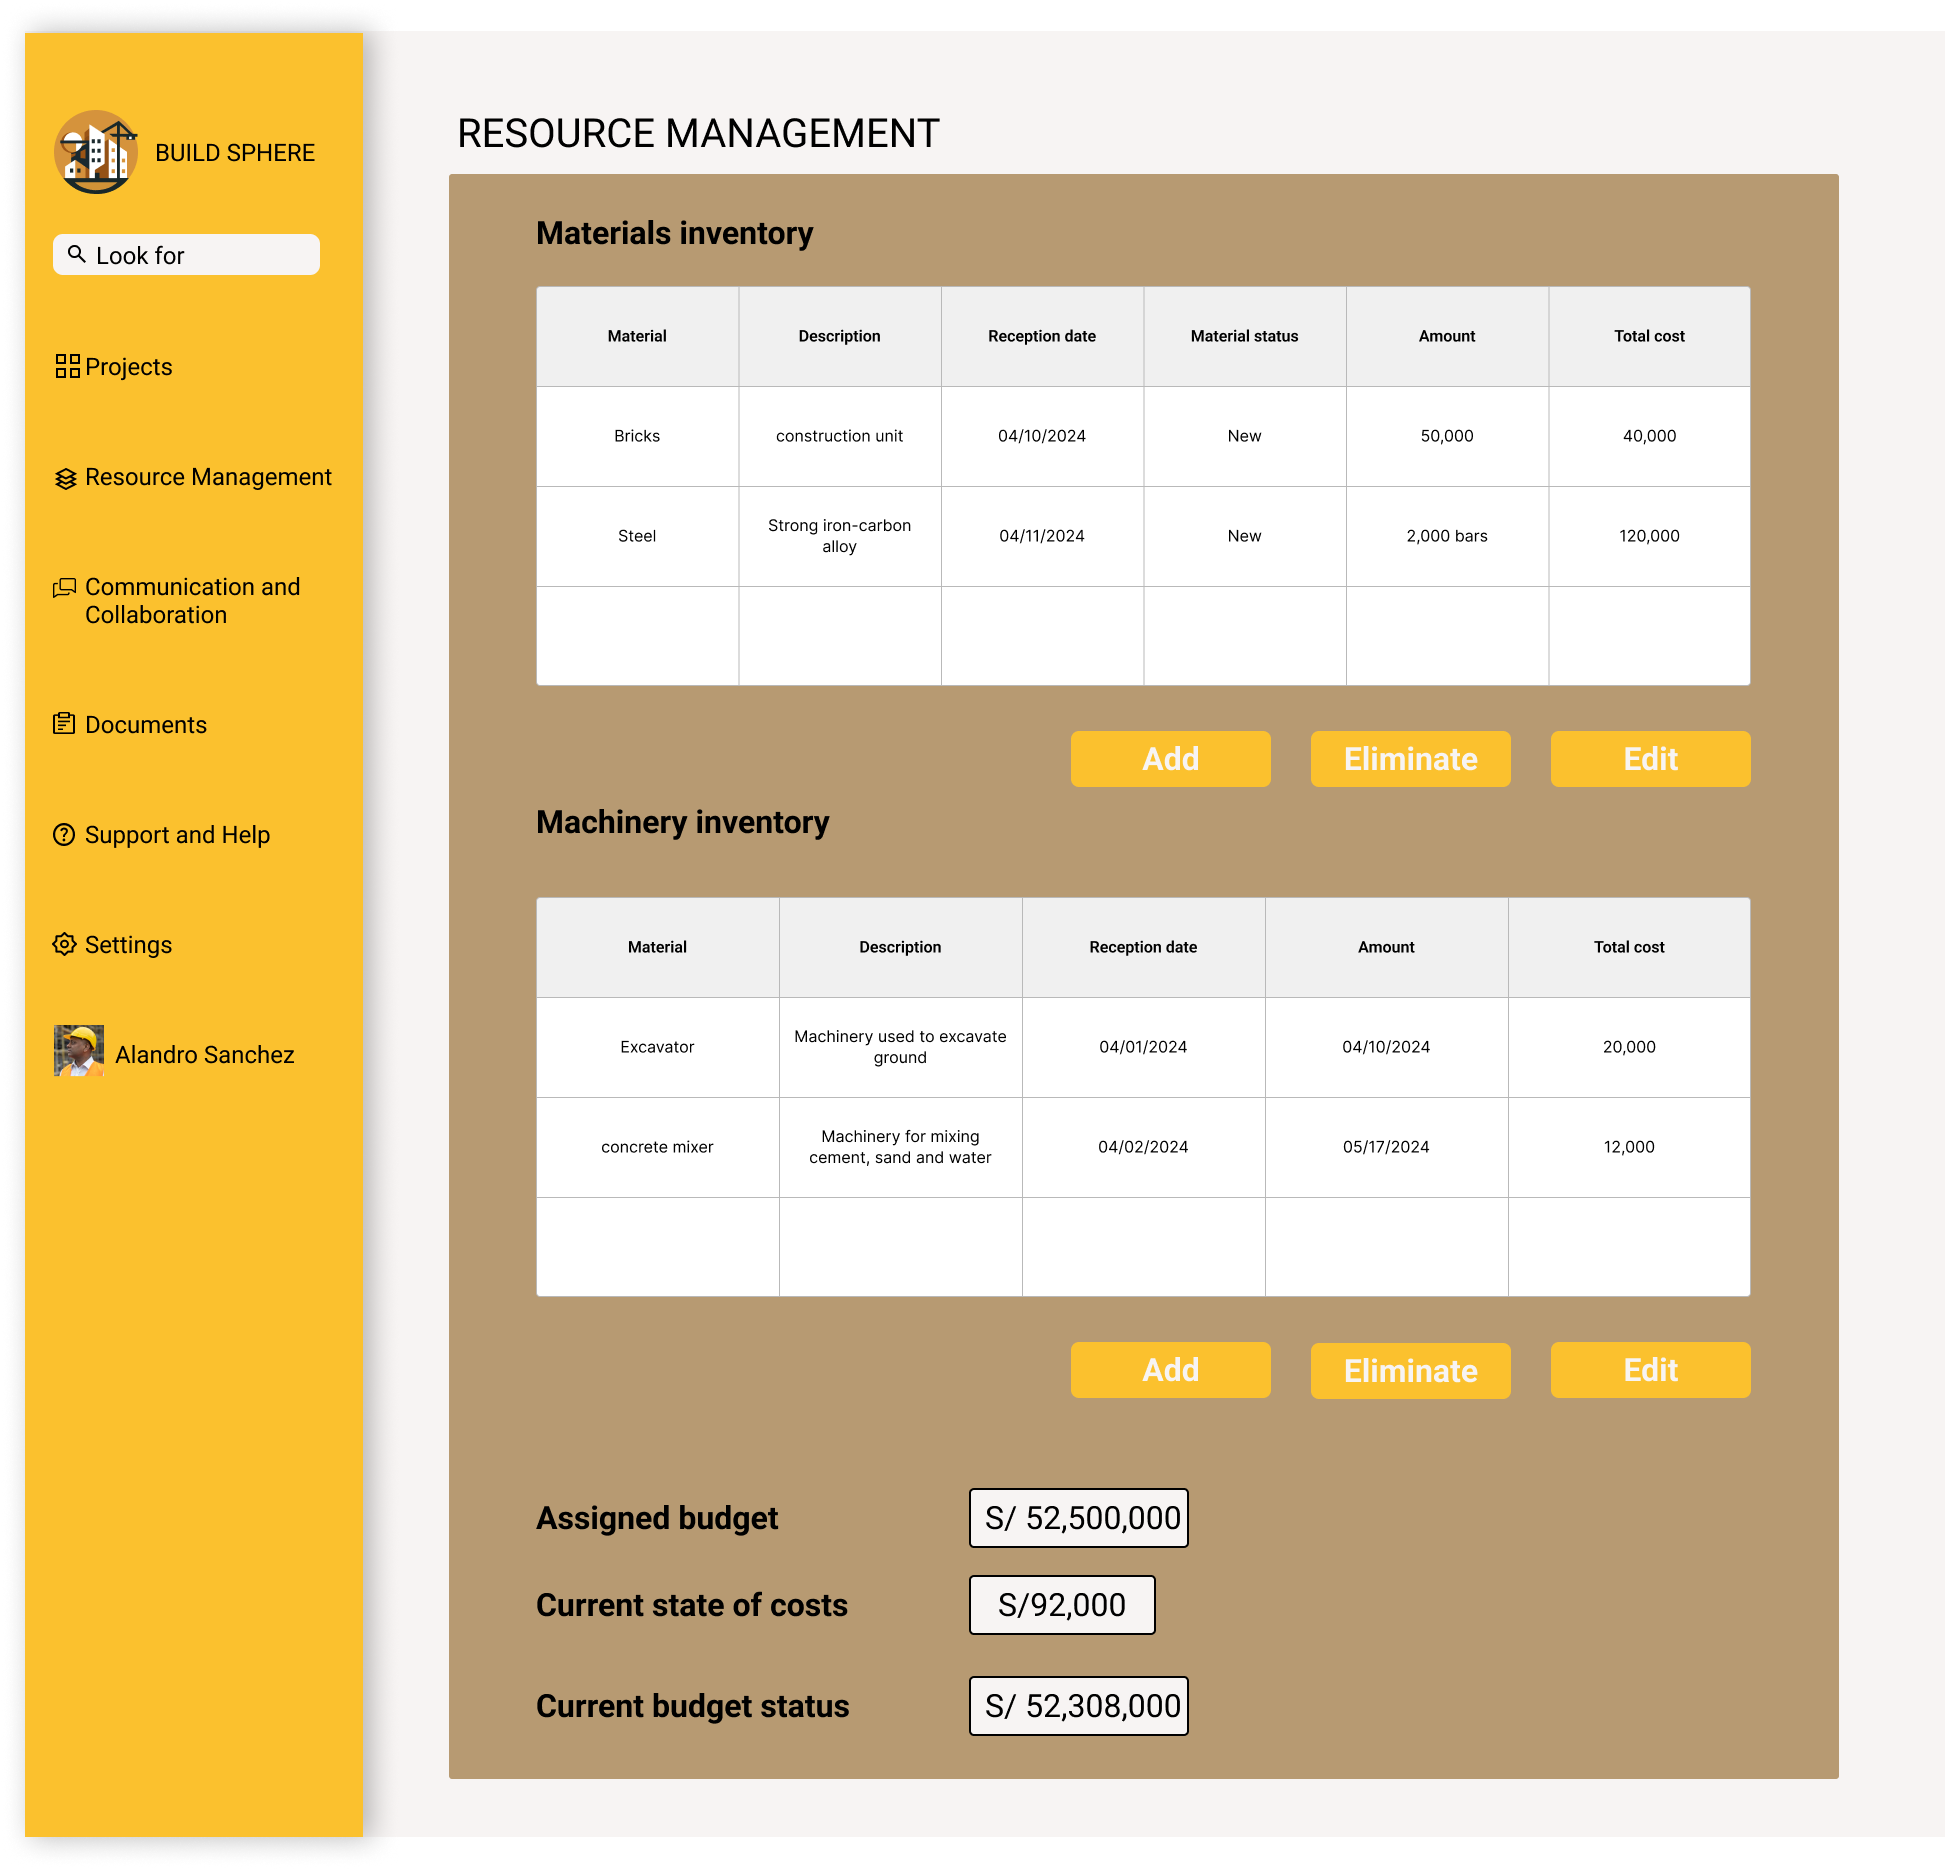 BUILD SPHERE
Look for
Projects
Resource Management
Communication and
Collaboration
Documents
Support and Help
Settings
Alandro Sanchez
RESOURCE MANAGEMENT
Materials inventory
Material Description Reception date Material status Amount Total cost
Bricks construction unit 04/10/2024 New 50,000 40,000
Steel Strong iron-carbon alloy 04/11/2024 New 2,000 bars 120,000
Add Eliminate Edit
Machinery inventory
Material Description Reception date Amount Total cost
Excavator Machinery used to excavate ground 04/01/2024 04/10/2024 20,000
concrete mixer Machinery for mixing cement, sand and water 04/02/2024 05/17/2024 12,000
Add Eliminate Edit
Assigned budget S/ 52,500,000
Current state of costs S/92,000
Current budget status S/ 52,308,000